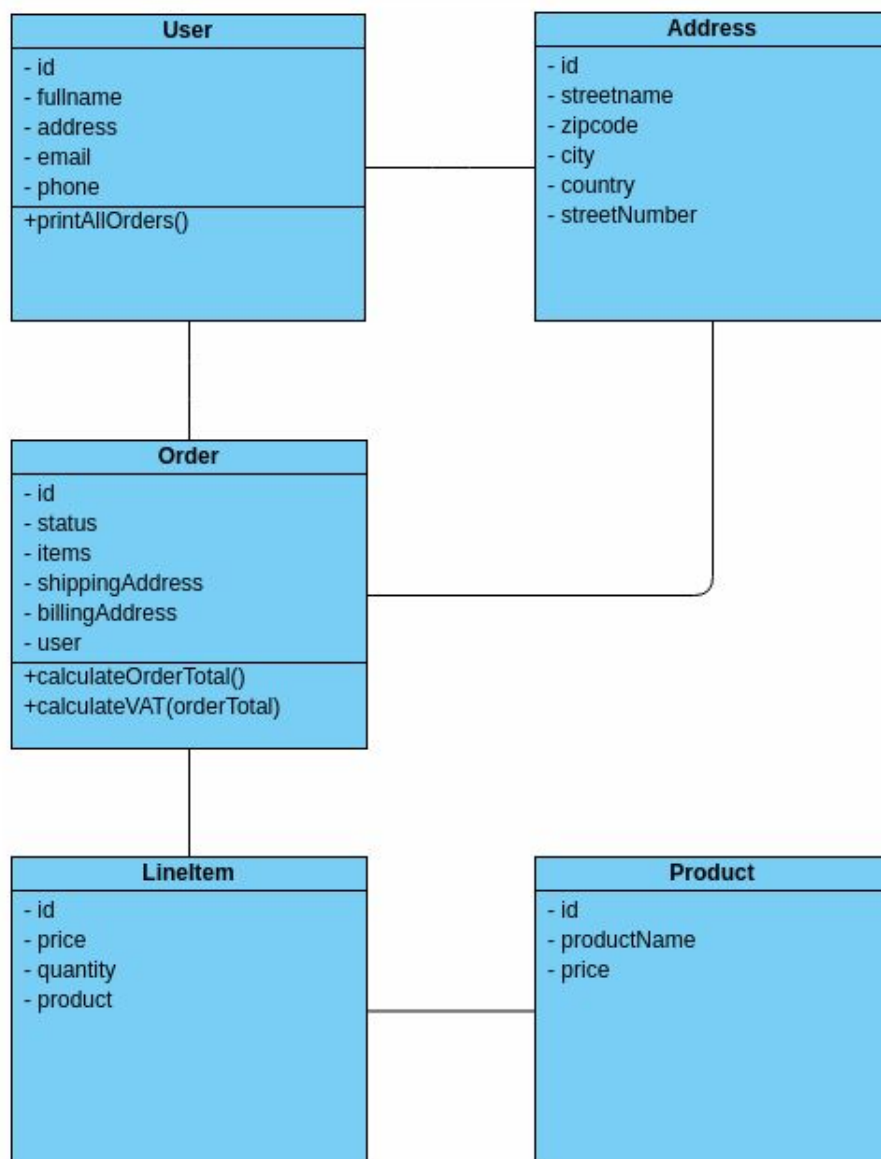 User
- id
- fullname
- address
- email
- phone
+printAllOrders()
Address
- id
- streetname
- zipcode
- city
- country
- streetNumber
Order
- id
- status
- items
- shippingAddress
- billingAddress
- user
+calculateOrderTotal()
+calculateVAT(orderTotal)
LineItem
- id
- price
- quantity
- product
Product
- id
- productName
- price